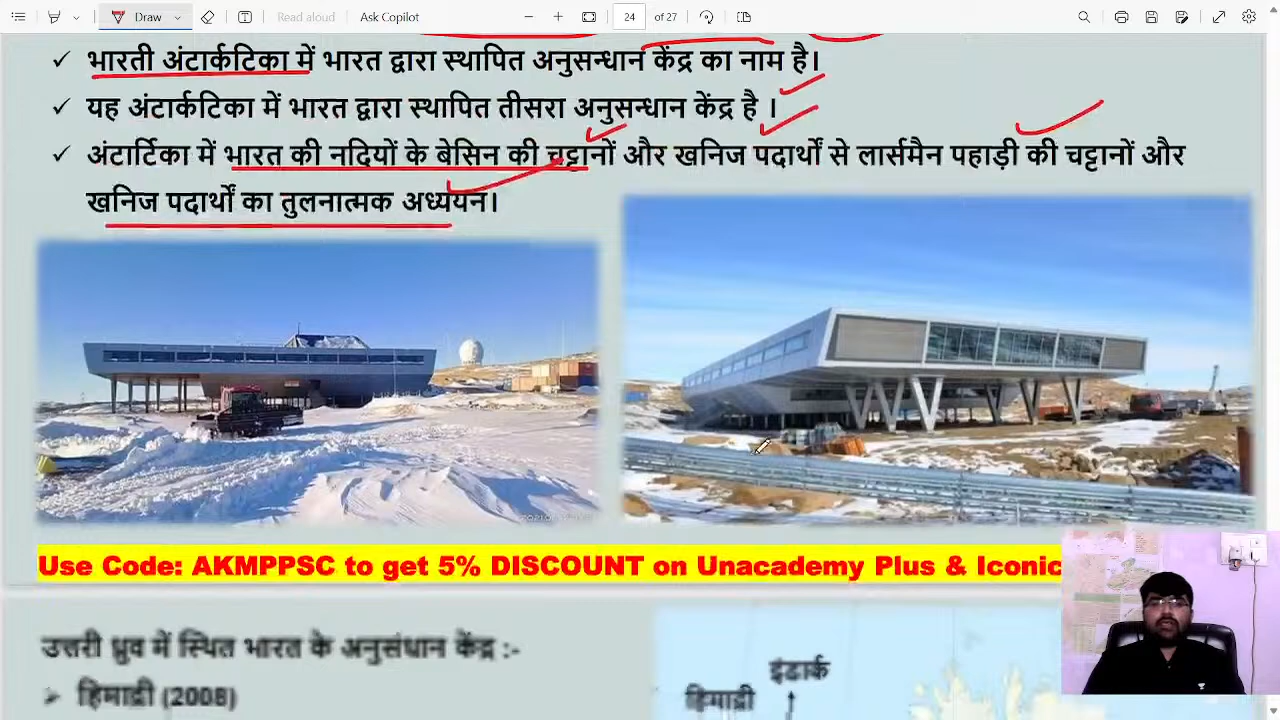 Draw
Read aloud
Ask Copilot
24 of 27
✓ भारती अंटार्कटिका में भारत द्वारा स्थापित अनुसन्धान केंद्र का नाम है।
✓ यह अंटार्कटिका में भारत द्वारा स्थापित तीसरा अनुसन्धान केंद्र है ।
✓ अंटार्टिका में भारत की नदियों के बेसिन की चट्टानों और खनिज पदार्थों से लार्समैन पहाड़ी की चट्टानों और
खनिज पदार्थों का तुलनात्मक अध्ययन।
Use Code: AKMPPSC to get 5% DISCOUNT on Unacademy Plus & Iconic
उत्तरी ध्रुव में स्थित भारत के अनुसंधान केंद्र :-
➢ हिमाद्री (2008)
इंडार्क
हिमाद्री